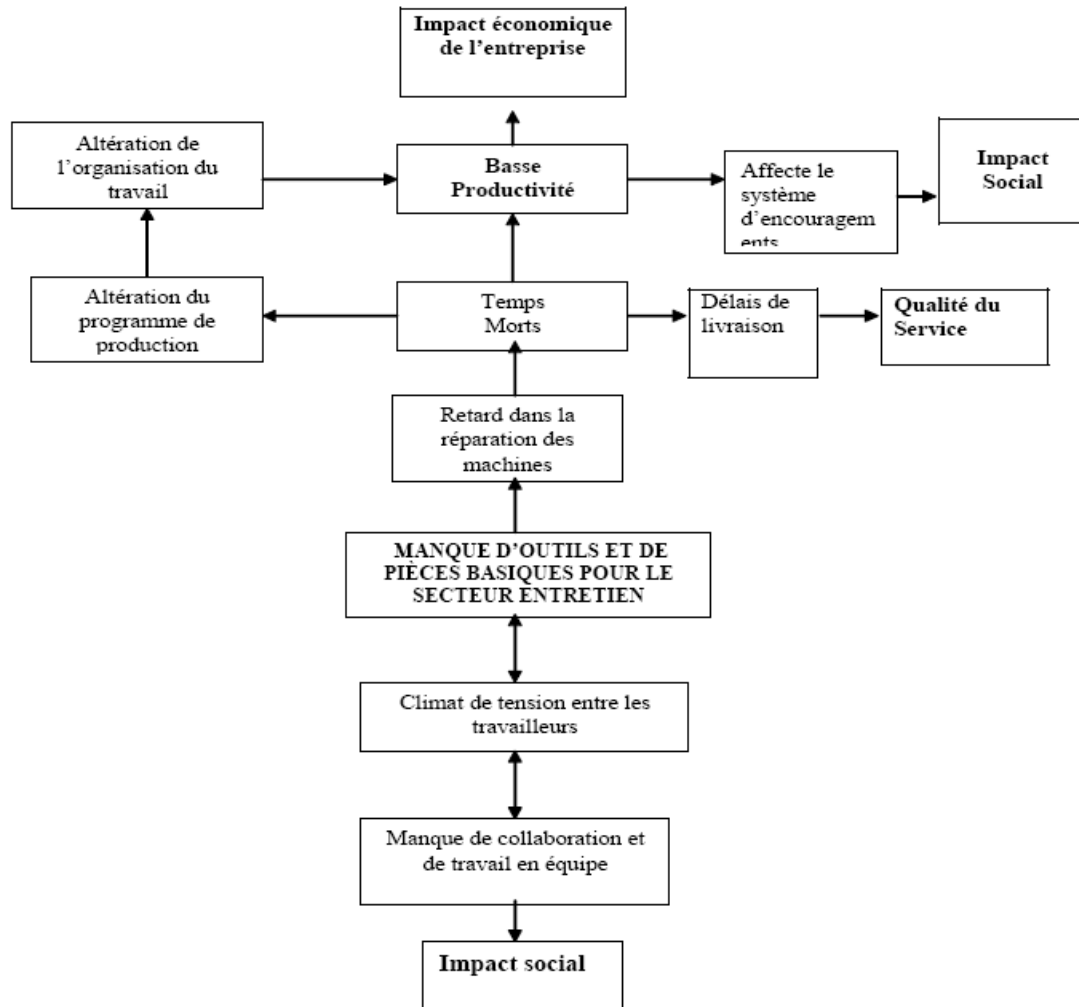 Impact économique
de l'entreprise
Altération de
l'organisation du
travail
Basse
Productivité
Affecte le
système
d'encouragem
ents
Impact
Social
Altération du
programme de
production
Temps
Morts
Délais de
livraison
Qualité du
Service
Retard dans la
réparation des
machines
MANQUE D'OUTILS ET DE
PIÈCES BASIQUES POUR LE
SECTEUR ENTRETIEN
Climat de tension entre les
travailleurs
Manque de collaboration et
de travail en équipe
Impact social